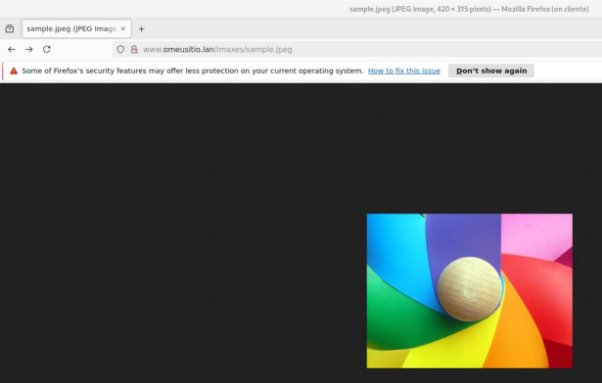 sample.jpeg (JPEG Image, 420 × 315 pixels) — Mozilla Firefox (on cliente)
sample.jpeg (JPEG Image
www.omeusitio.lan/imaxes/sample.jpeg
Some of Firefox's security features may offer less protection on your current operating system. How to fix this issue Don't show again